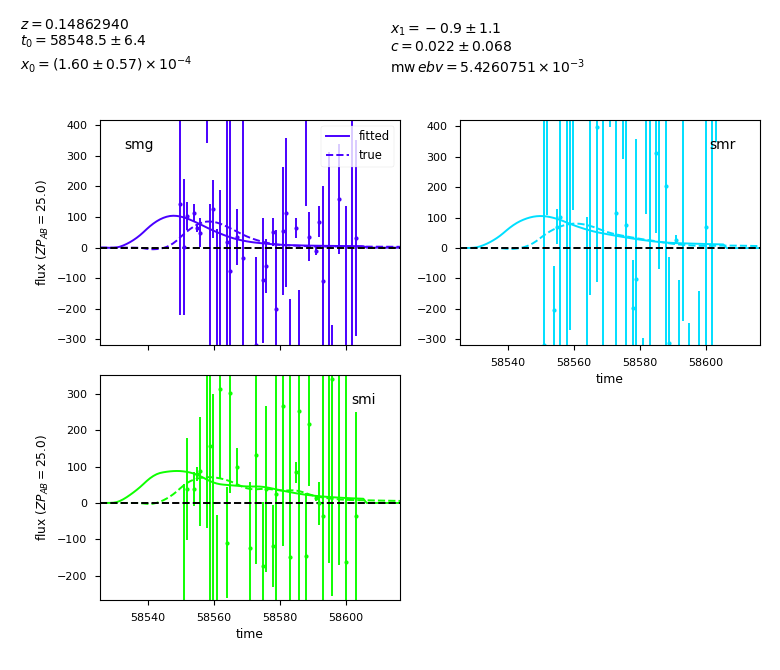 z = 0.14862940
t₀ = 58548.5 ± 6.4
x₀ = (1.60 ± 0.57) × 10⁻⁴
x₁ = −0.9 ± 1.1
c = 0.022 ± 0.068
mw ebv = 5.4260751 × 10⁻³
400
300
200
100
0
−100
−200
−300
flux (ZP_AB = 25.0)
smg
fitted
true
400
300
200
100
0
−100
−200
−300
smr
58540
58560
58580
58600
time
300
200
100
0
−100
−200
flux (ZP_AB = 25.0)
smi
58540
58560
58580
58600
time